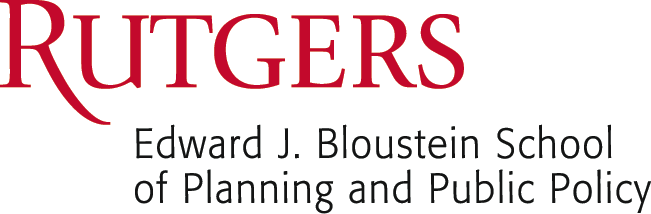 RUTGERS
Edward J. Bloustein School
of Planning and Public Policy